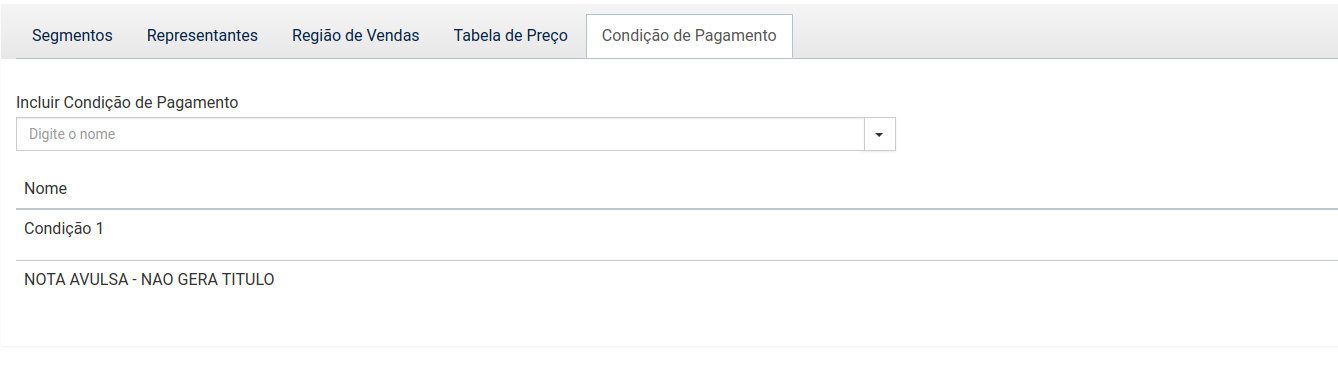 Segmentos Representantes Região de Vendas Tabela de Preço Condição de Pagamento
Incluir Condição de Pagamento
Digite o nome
Nome
Condição 1
NOTA AVULSA - NAO GERA TITULO